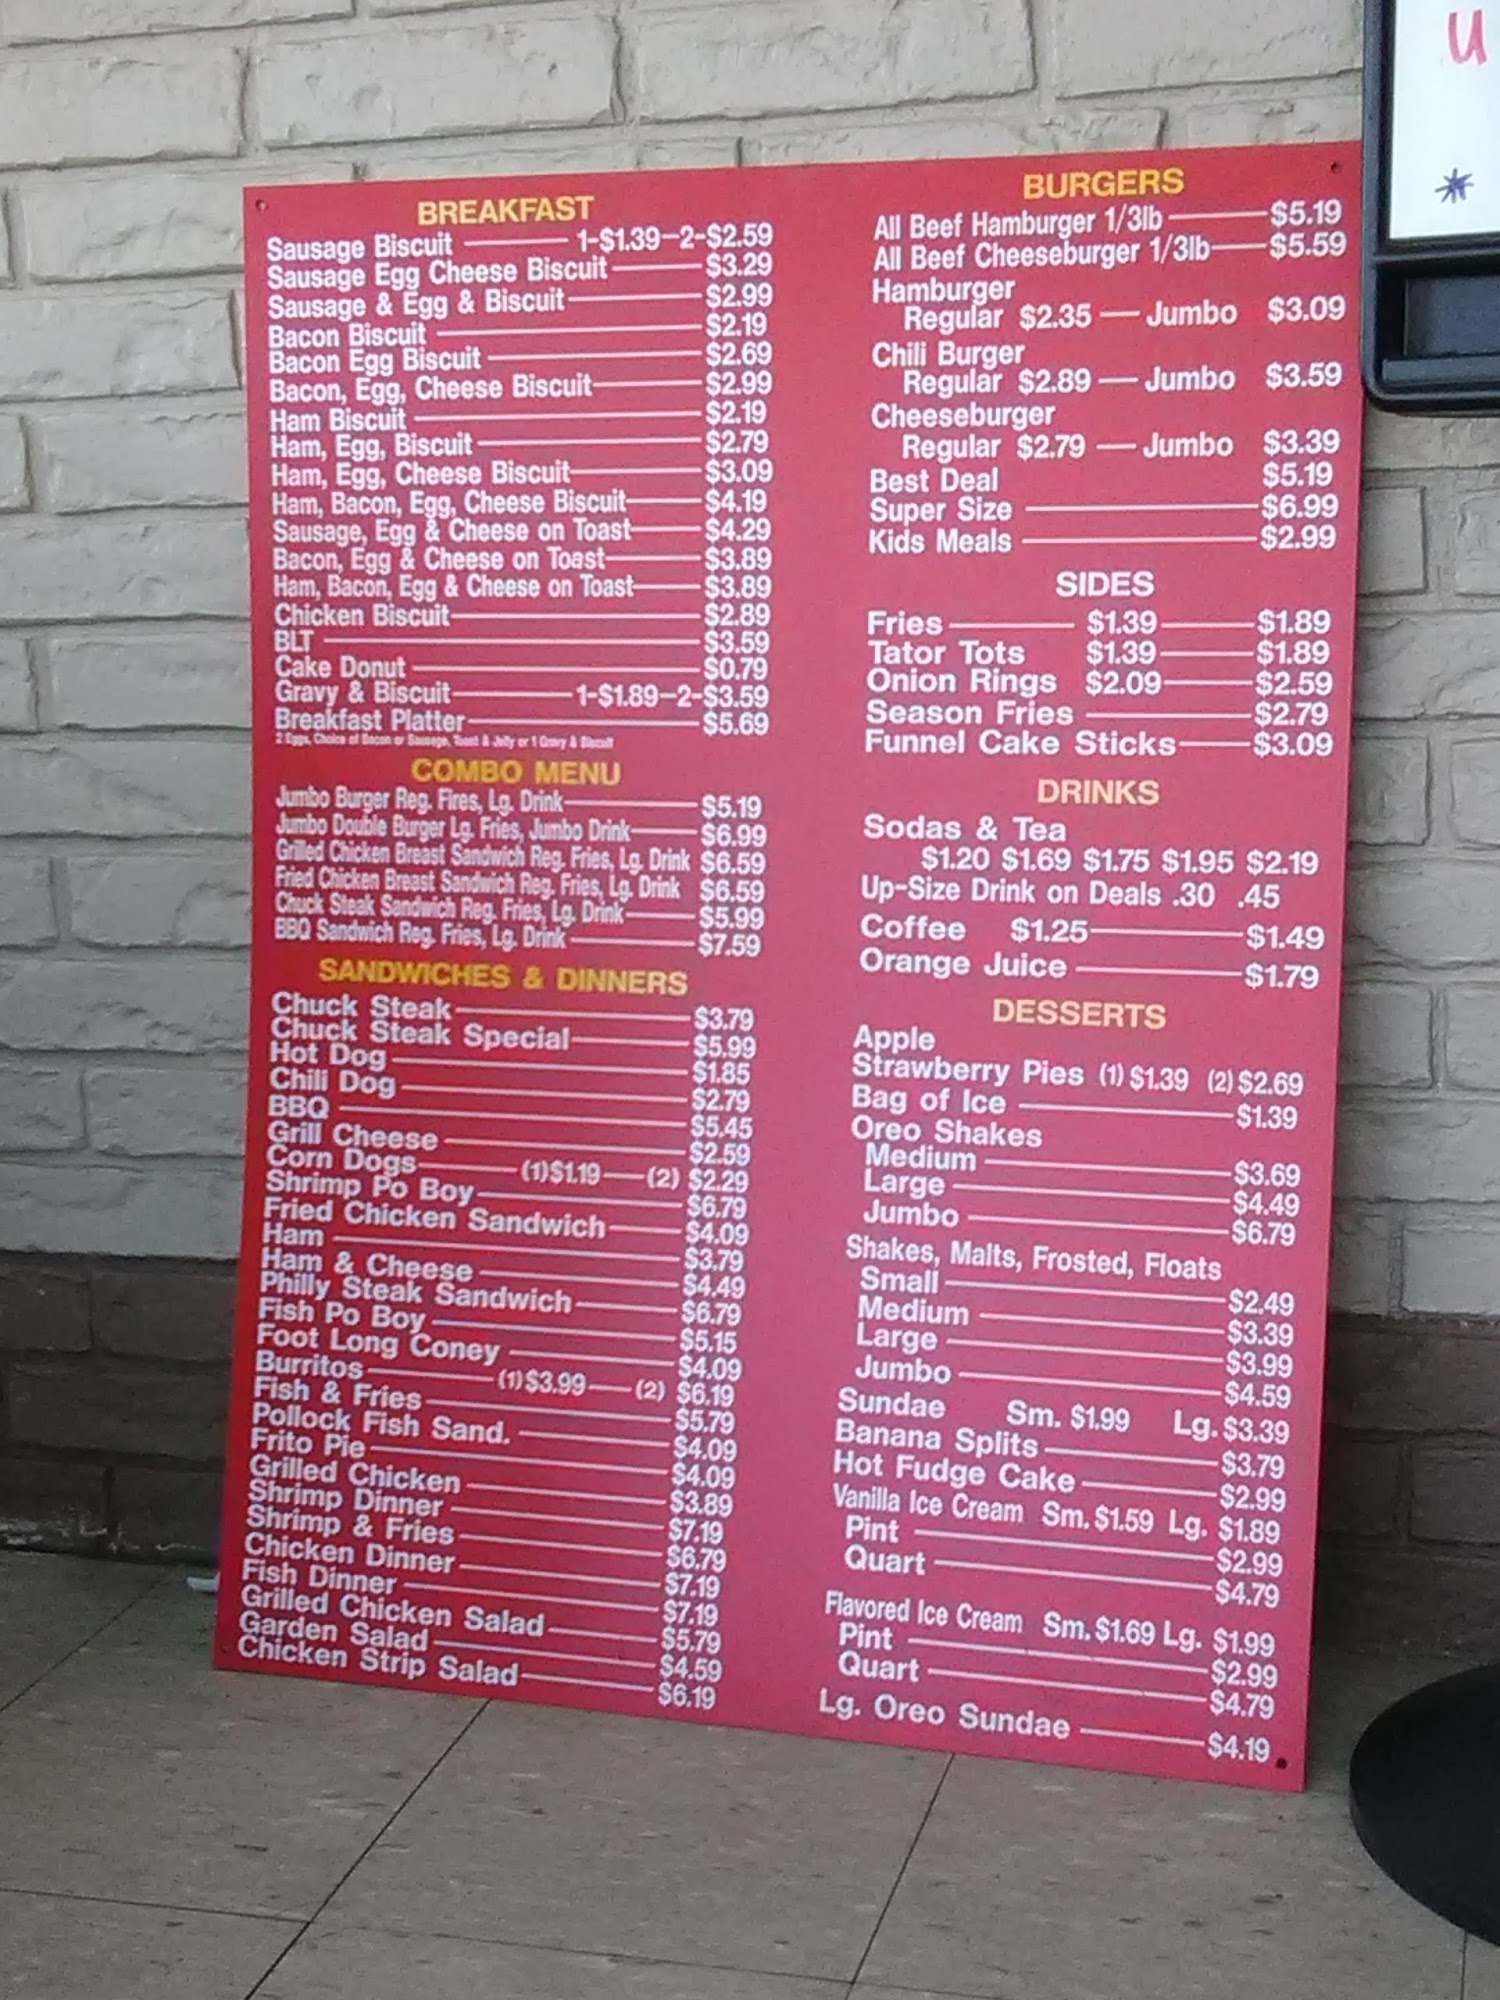 BREAKFAST
Sausage Biscuit 1-$1.39-2-$2.59
Sausage Egg Cheese Biscuit $3.29
Sausage & Egg & Biscuit $2.99
Bacon Biscuit $2.19
Bacon Egg Biscuit $2.69
Bacon, Egg, Cheese Biscuit $2.99
Ham Biscuit $2.19
Ham, Egg, Biscuit $2.79
Ham, Egg, Cheese Biscuit $3.09
Ham, Bacon, Egg, Cheese Biscuit $4.19
Sausage, Egg & Cheese on Toast $4.29
Bacon, Egg & Cheese on Toast $3.89
Ham, Bacon, Egg & Cheese on Toast $3.89
Chicken Biscuit $2.89
BLT $3.59
Cake Donut $0.79
Gravy & Biscuit 1-$1.89-2-$3.59
Breakfast Platter $5.69
2 Eggs, Choice of Bacon or Sausage, Toast & Jelly or 1 Gravy & Biscuit
COMBO MENU
Jumbo Burger Reg. Fires, Lg. Drink $5.19
Jumbo Double Burger Lg. Fries, Jumbo Drink $6.99
Grilled Chicken Breast Sandwich Reg. Fries, Lg. Drink $6.59
Fried Chicken Breast Sandwich Reg. Fries, Lg. Drink $6.59
Chuck Steak Sandwich Reg. Fries, Lg. Drink $5.99
BBQ Sandwich Reg. Fries, Lg. Drink $7.59
SANDWICHES & DINNERS
Chuck Steak $3.79
Chuck Steak Special $5.99
Hot Dog $1.85
Chili Dog $2.79
BBQ $5.45
Grill Cheese $2.59
Corn Dogs (1)$1.19 (2) $2.29
Shrimp Po Boy $6.79
Fried Chicken Sandwich $4.09
Ham $3.79
Ham & Cheese $4.49
Philly Steak Sandwich $6.79
Fish Po Boy $5.15
Foot Long Coney $4.09
Burritos (1)$3.99 (2) $6.19
Fish & Fries $5.79
Pollock Fish Sand. $4.09
Frito Pie $4.09
Grilled Chicken $3.89
Shrimp Dinner $7.19
Shrimp & Fries $6.79
Chicken Dinner $7.19
Fish Dinner $7.19
Grilled Chicken Salad $5.79
Garden Salad $4.59
Chicken Strip Salad $6.19
BURGERS
All Beef Hamburger 1/3lb $5.19
All Beef Cheeseburger 1/3lb $5.59
Hamburger
Regular $2.35 — Jumbo $3.09
Chili Burger
Regular $2.89 — Jumbo $3.59
Cheeseburger
Regular $2.79 — Jumbo $3.39
Best Deal $5.19
Super Size $6.99
Kids Meals $2.99
SIDES
Fries $1.39 $1.89
Tator Tots $1.39 $1.89
Onion Rings $2.09 $2.59
Season Fries $2.79
Funnel Cake Sticks $3.09
DRINKS
Sodas & Tea
$1.20 $1.69 $1.75 $1.95 $2.19
Up-Size Drink on Deals .30 .45
Coffee $1.25 $1.49
Orange Juice $1.79
DESSERTS
Apple
Strawberry Pies (1) $1.39 (2) $2.69
Bag of Ice $1.39
Oreo Shakes
Medium $3.69
Large $4.49
Jumbo $6.79
Shakes, Malts, Frosted, Floats
Small $2.49
Medium $3.39
Large $3.99
Jumbo $4.59
Sundae Sm. $1.99 Lg. $3.39
Banana Splits $3.79
Hot Fudge Cake $2.99
Vanilla Ice Cream Sm. $1.59 Lg. $1.89
Pint $2.99
Quart $4.79
Flavored Ice Cream Sm. $1.69 Lg. $1.99
Pint $2.99
Quart $4.79
Lg. Oreo Sundae $4.19
U
*